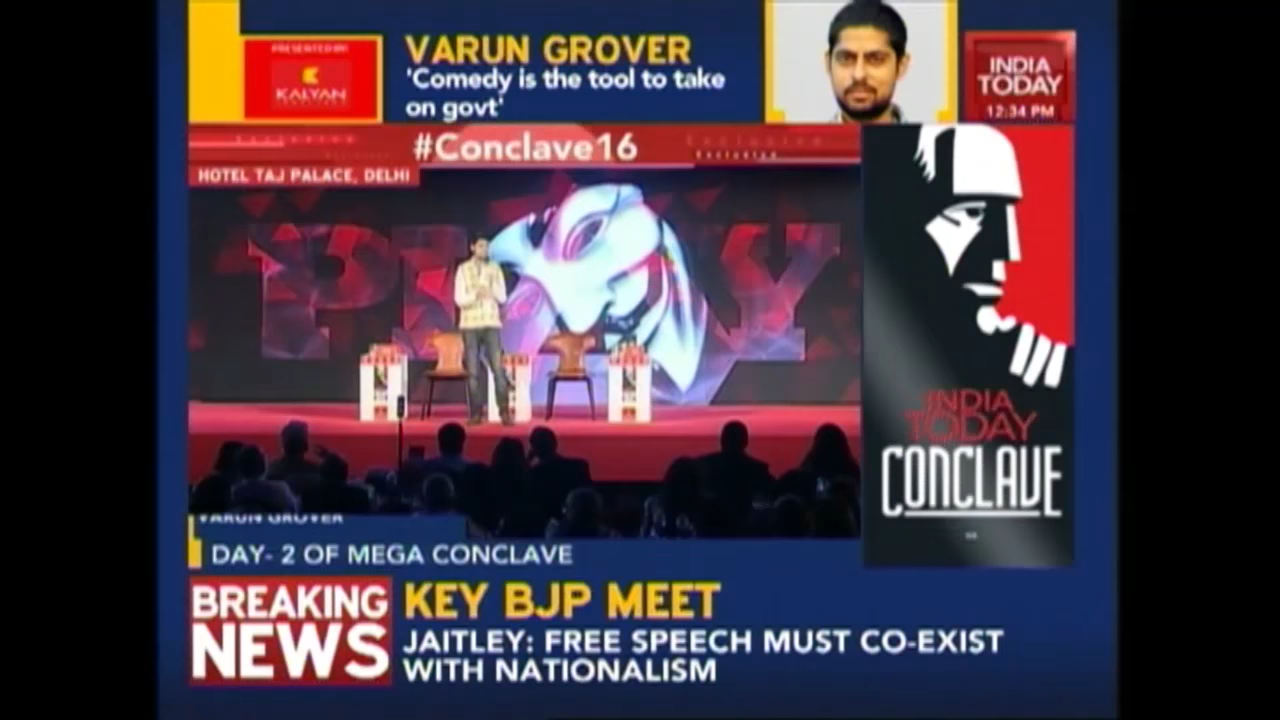 PRESENTED BY
KALYAN
VARUN GROVER
'Comedy is the tool to take
on govt'
INDIA
TODAY
12:34 PM
#Conclave16
Exclusive
HOTEL TAJ PALACE, DELHI
INDIA
TODAY
CONCLAVE
VARUN GROVER
DAY- 2 OF MEGA CONCLAVE
BREAKING
NEWS
KEY BJP MEET
JAITLEY: FREE SPEECH MUST CO-EXIST
WITH NATIONALISM